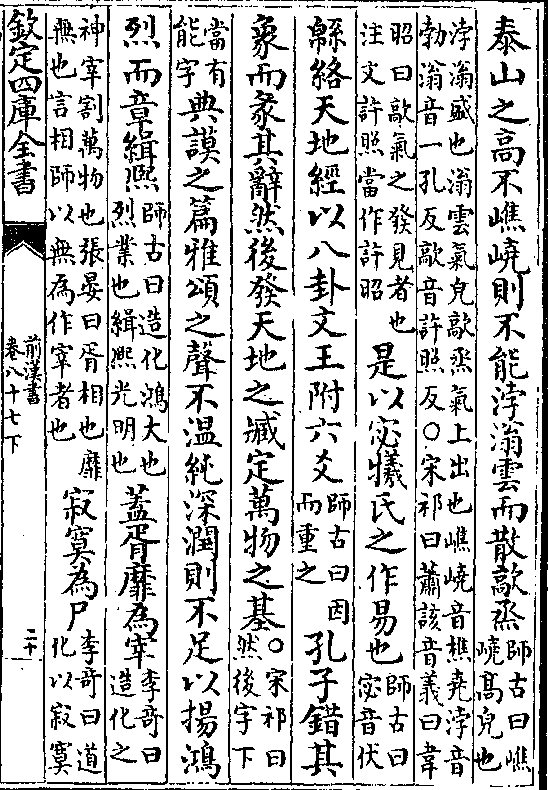 泰山之高不嶕嶢則不能浡滃雲而散歊烝師古曰嶕嶢高皃也
浡滃盛也滃雲氣皃歊烝氣上出也嶕嶢音樵堯浡音勃滃音一孔反歊音許照反○宋祁曰蕭該音義曰韋
昭曰歊氣之發見者也注文許照當作許昭是以宓犧氏之作易也師古曰宓音伏
緜絡天地經以八卦文王附六爻師古曰因而重之孔子錯其
象而彖其辭然後發天地之臧定萬物之基○宋祁曰然後字下
當有能字典謨之篇雅頌之聲不溫純深潤則不足以揚鴻
烈而章緝熙師古曰造化鴻大也烈業也緝熙光明也蓋胥靡為宰李奇曰造化之
神宰割萬物也張晏曰胥相也靡無也言相師以無為作宰者也寂寞為尸李奇曰道化以寂寞
欽定四庫全書
前漢書
卷八十七下
二十